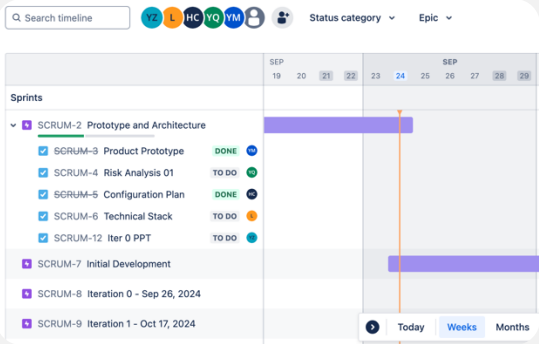 Search timeline YZ L HC YQ YM Status category Epic
SEP SEP
19 20 21 22 23 24 25 26 27 28 29
Sprints
SCRUM-2 Prototype and Architecture
SCRUM-3 Product Prototype DONE YM
SCRUM-4 Risk Analysis 01 TO DO YQ
SCRUM-5 Configuration Plan DONE HC
SCRUM-6 Technical Stack TO DO L
SCRUM-12 Iter 0 PPT TO DO YZ
SCRUM-7 Initial Development
SCRUM-8 Iteration 0 - Sep 26, 2024
SCRUM-9 Iteration 1 - Oct 17, 2024
Today Weeks Months